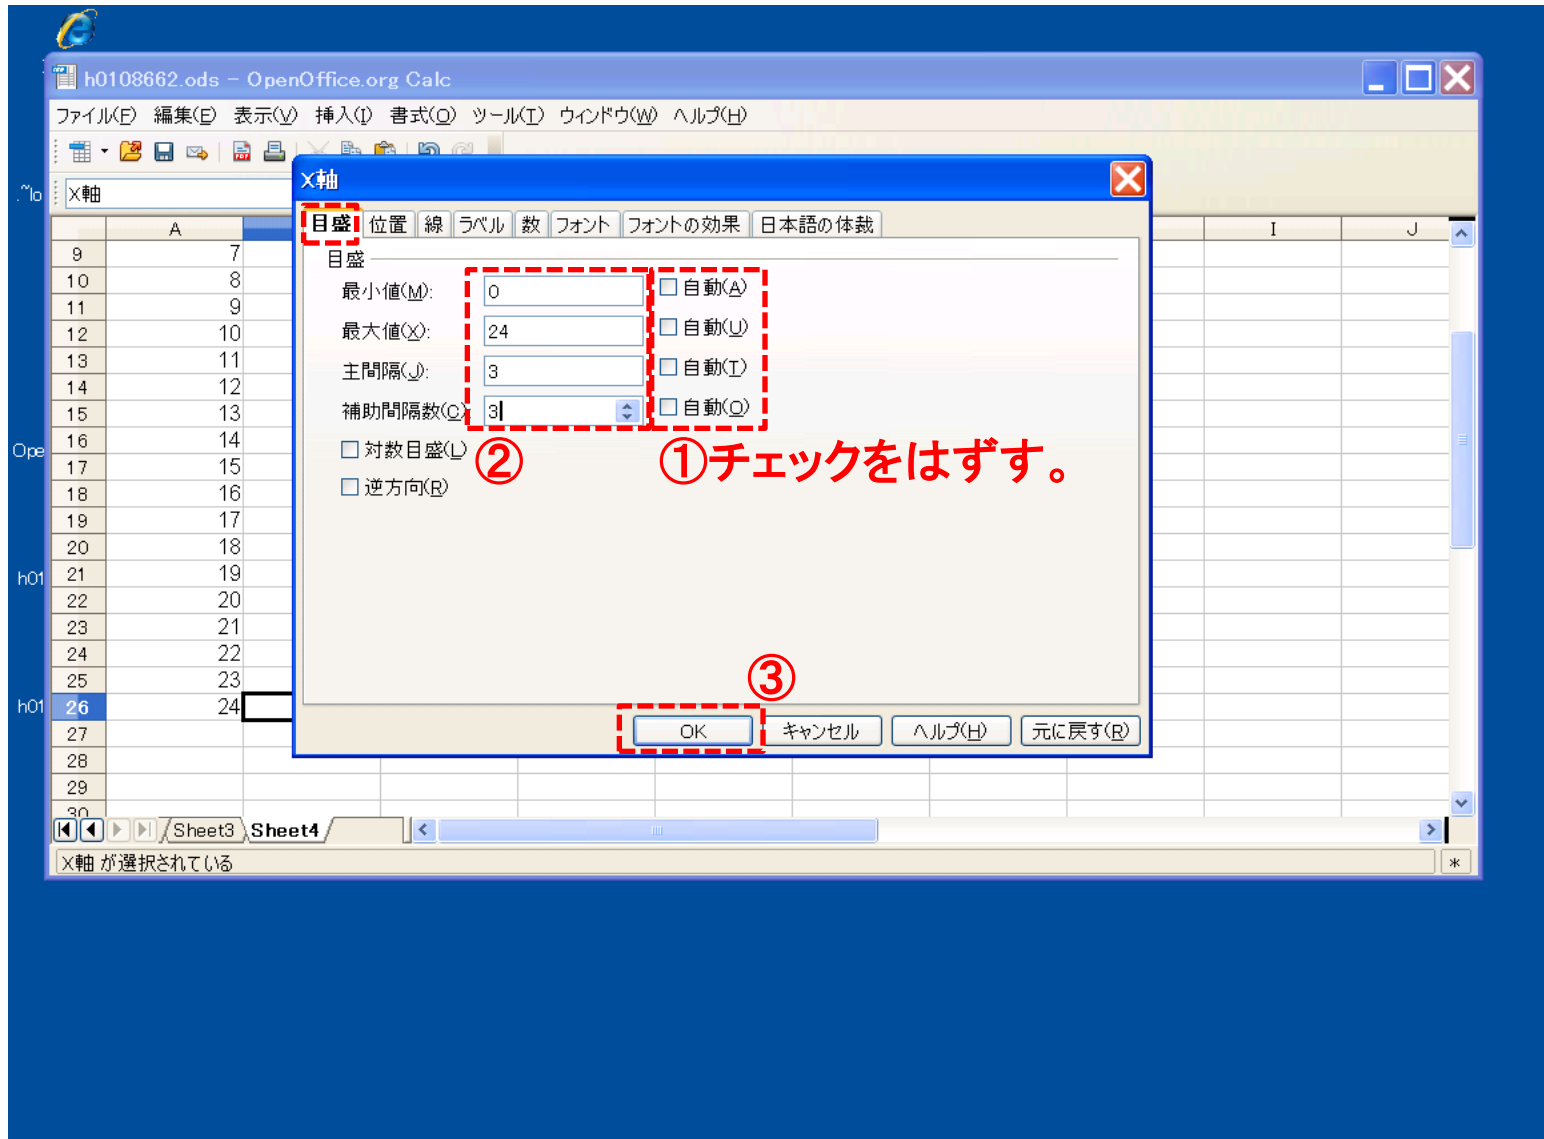 h0108662.ods - OpenOffice.org Calc
ファイル(F) 編集(E) 表示(V) 挿入(I) 書式(O) ツール(T) ウィンドウ(W) ヘルプ(H)
.~lo
X軸
X軸
目盛 位置 線 ラベル 数 フォント フォントの効果 日本語の体裁
A I J
目盛
最小値(M): 0 自動(A)
最大値(X): 24 自動(U)
主間隔(J): 3 自動(T)
補助間隔数(C) 3 自動(O)
対数目盛(L)
逆方向(R)
②
①チェックをはずす。
③
OK キャンセル ヘルプ(H) 元に戻す(R)
9 7
10 8
11 9
12 10
13 11
14 12
15 13
16 14
17 15
18 16
19 17
20 18
21 19
22 20
23 21
24 22
25 23
26 24
27
28
29
30
Ope
h01
h01
Sheet3 Sheet4
X軸 が選択されている *